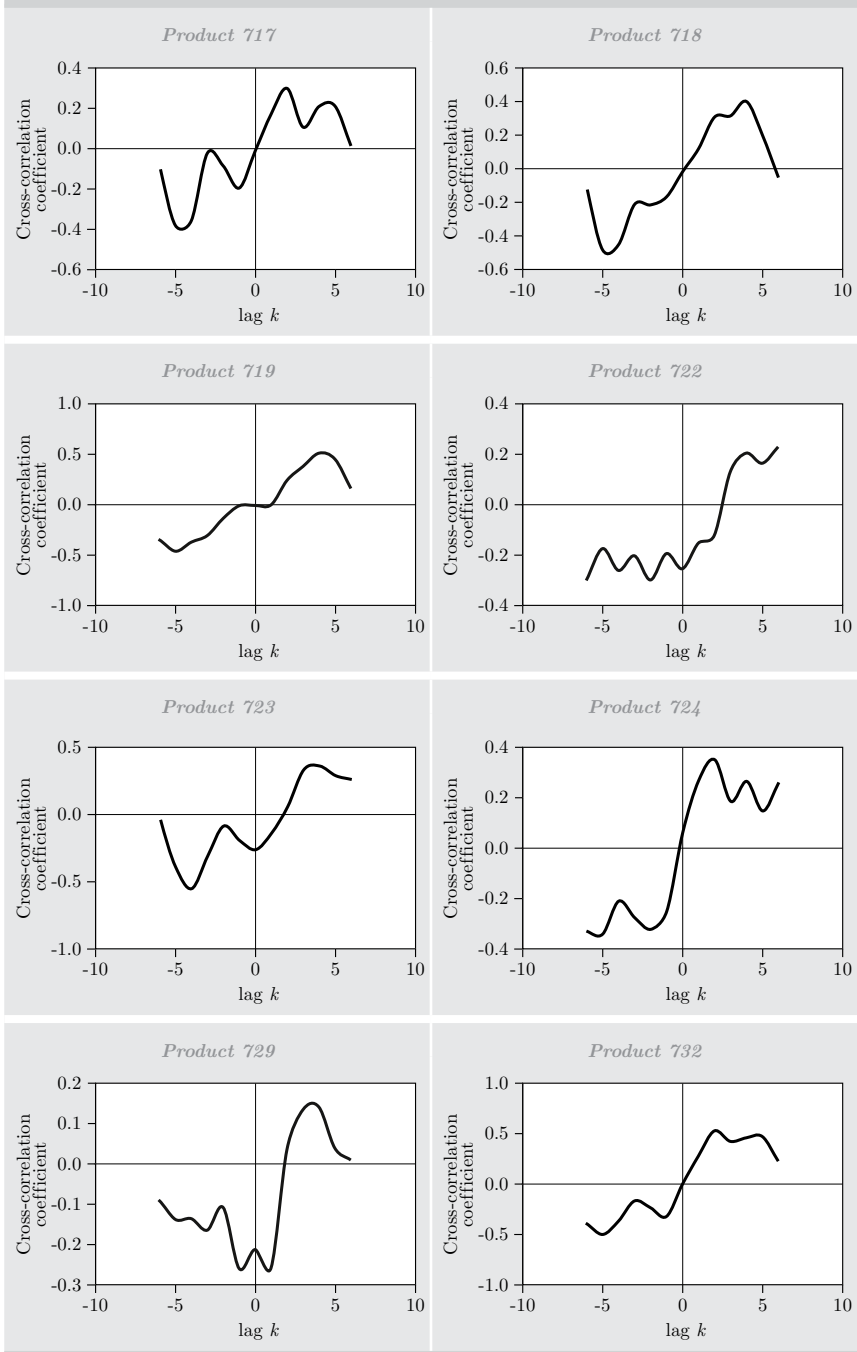 Product 717
Cross-correlation
coefficient
0.4
0.2
0.0
-0.2
-0.4
-0.6
-10 -5 0 5 10
lag k
Product 718
Cross-correlation
coefficient
0.6
0.4
0.2
0.0
-0.2
-0.4
-0.6
-10 -5 0 5 10
lag k
Product 719
Cross-correlation
coefficient
1.0
0.5
0.0
-0.5
-1.0
-10 -5 0 5 10
lag k
Product 722
Cross-correlation
coefficient
0.4
0.2
0.0
-0.2
-0.4
-10 -5 0 5 10
lag k
Product 723
Cross-correlation
coefficient
0.5
0.0
-0.5
-1.0
-10 -5 0 5 10
lag k
Product 724
Cross-correlation
coefficient
0.4
0.2
0.0
-0.2
-0.4
-10 -5 0 5 10
lag k
Product 729
Cross-correlation
coefficient
0.2
0.1
0.0
-0.1
-0.2
-0.3
-10 -5 0 5 10
lag k
Product 732
Cross-correlation
coefficient
1.0
0.5
0.0
-0.5
-1.0
-10 -5 0 5 10
lag k